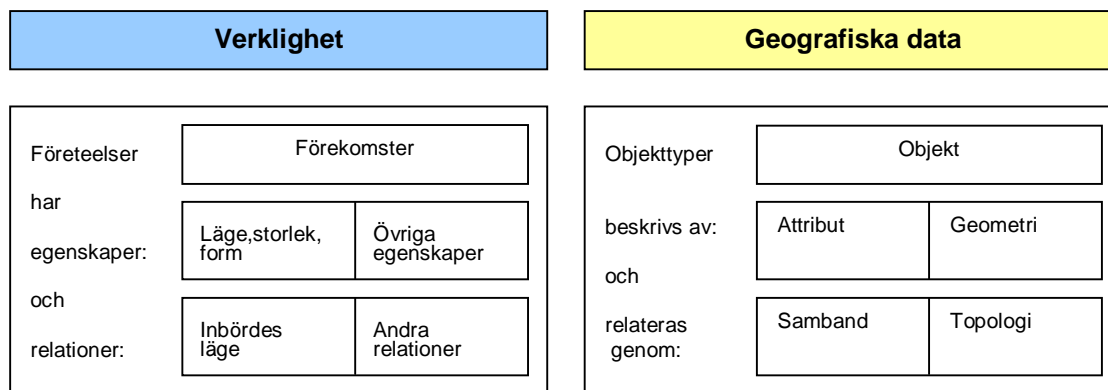 Verklighet
Geografiska data
Företeelser
Förekomster
har
egenskaper:
Läge,storlek,
form
Övriga
egenskaper
och
relationer:
Inbördes
läge
Andra
relationer
Objekttyper
Objekt
beskrivs av:
Attribut
Geometri
och
relateras
genom:
Samband
Topologi